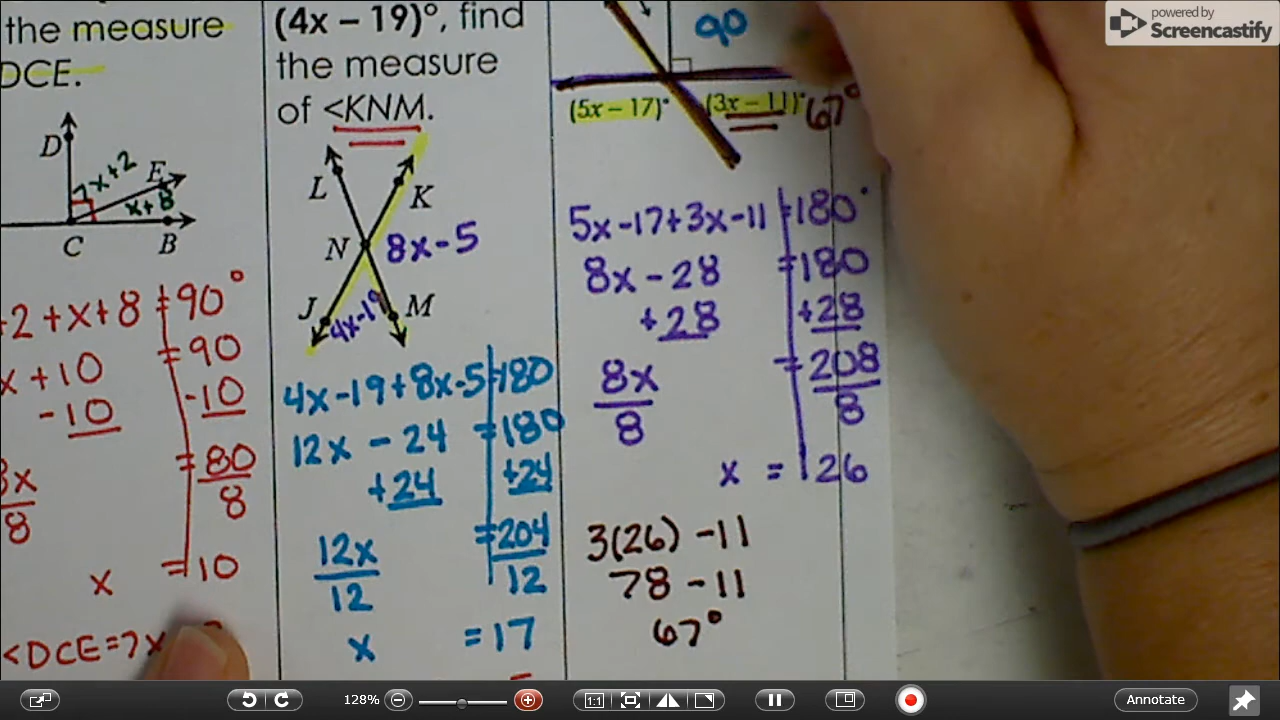 the measure
DCE.
D
E
7x+2
x+8
C
B
+2 + x + 8 = 90°
x + 10 = 90
-10 -10
8x = 80
8 8
x = 10
<DCE=7x
(4x – 19)°, find
the measure
of <KNM.
L
K
N
8x-5
J
4x-19
M
4x-19+8x-5=180
12x - 24 = 180
+24 +24
12x = 204
12 12
x = 17
90
(5x – 17)°
(3x – 11)°
67°
5x-17+3x-11=180°
8x - 28 = 180
+28 +28
8x = 208
8 8
x = 26
3(26) -11
78 - 11
67°
powered by
Screencastify
128%
1:1
Annotate